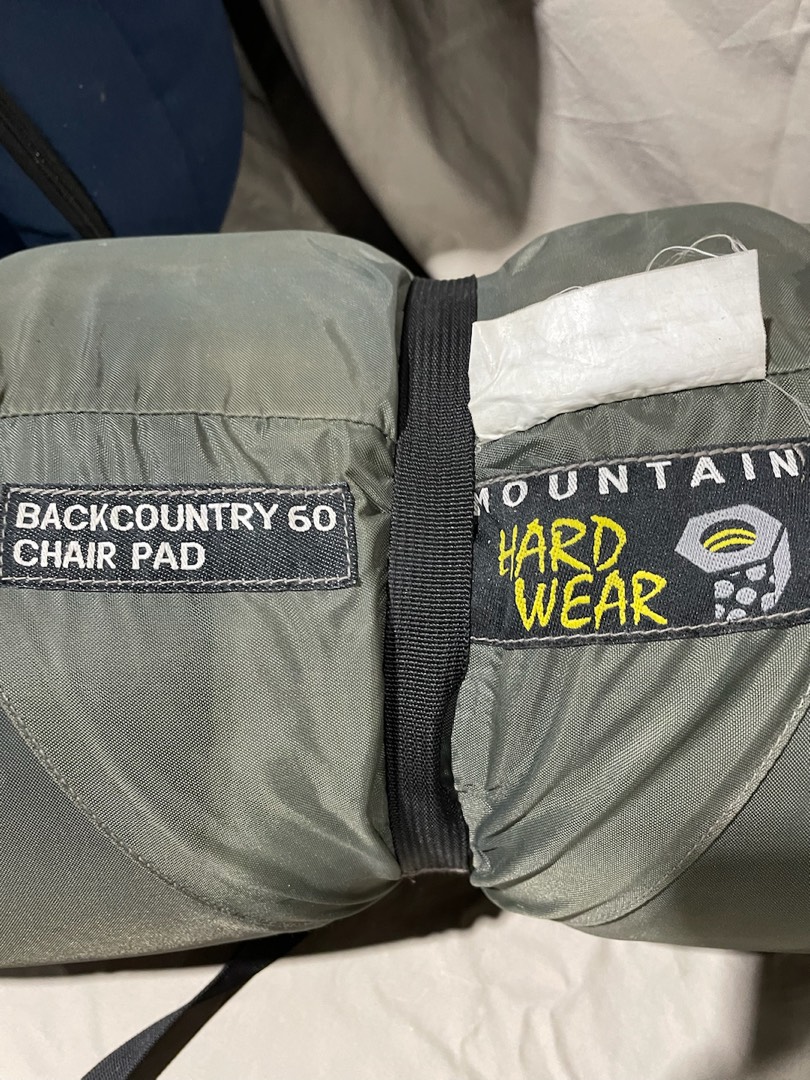 BACKCOUNTRY 60
CHAIR PAD
MOUNTAIN
HARD
WEAR